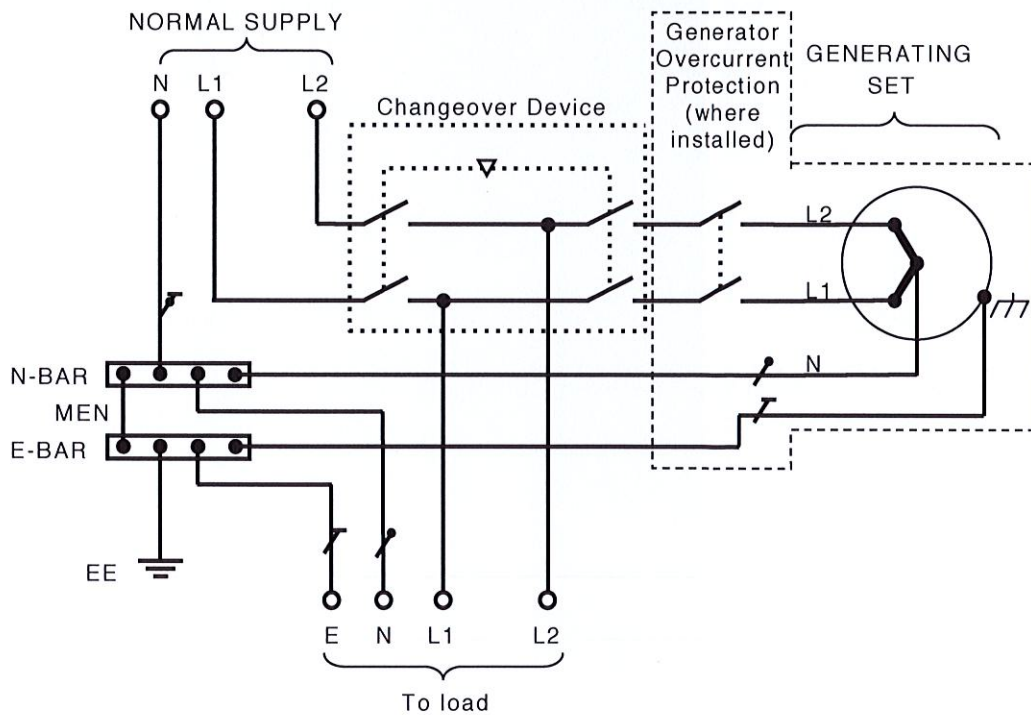 NORMAL SUPPLY
N L1 L2
Changeover Device
Generator
Overcurrent
Protection
(where
installed)
GENERATING
SET
L2
L1
N
N-BAR
MEN
E-BAR
EE
E N L1 L2
To load